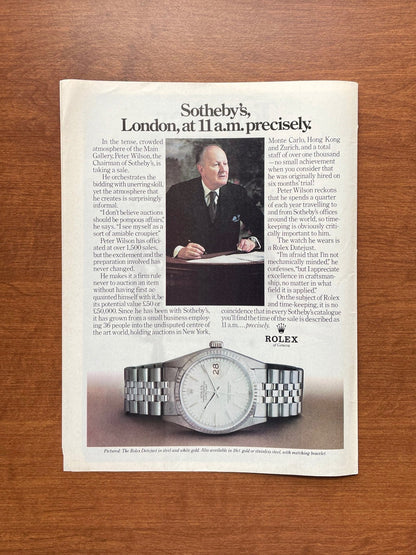 Sotheby's,
London, at 11 a.m. precisely.
In the tense, crowded
atmosphere of the Main
Gallery, Peter Wilson, the
Chairman of Sotheby's, is
taking a sale.
He orchestrates the
bidding with unerring skill,
yet the atmosphere that
he creates is surprisingly
informal.
"I don't believe auctions
should be pompous affairs,"
he says. "I see myself as a
sort of amiable croupier."
Peter Wilson has offici-
ated at over 1,500 sales,
but the excitement and the
preparation involved has
never changed.
He makes it a firm rule
never to auction an item
without having first ac-
quainted himself with it, be
its potential value £50 or
£50,000. Since he has been with Sotheby's,
it has grown from a small business employ-
ing 36 people into the undisputed centre of
the art world, holding auctions in New York,
Monte Carlo, Hong Kong
and Zurich, and a total
staff of over one thousand
—no small achievement
when you consider that
he was originally hired on
six months' trial!
Peter Wilson reckons
that he spends a quarter
of each year travelling to
and from Sotheby's offices
around the world, so time-
keeping is obviously criti-
cally important to him.
The watch he wears is
a Rolex Datejust.
"I'm afraid that I'm not
mechanically minded," he
confesses, "but I appreciate
excellence in craftsman-
ship, no matter in what
field it is applied."
On the subject of Rolex
and time-keeping, it is no
coincidence that in every Sotheby's catalogue
you'll find the time of the sale is described as
11 a.m. ... precisely.
ROLEX
of Geneva
28
Pictured: The Rolex Datejust in steel and white gold. Also available in 18ct. gold or stainless steel, with matching bracelet.